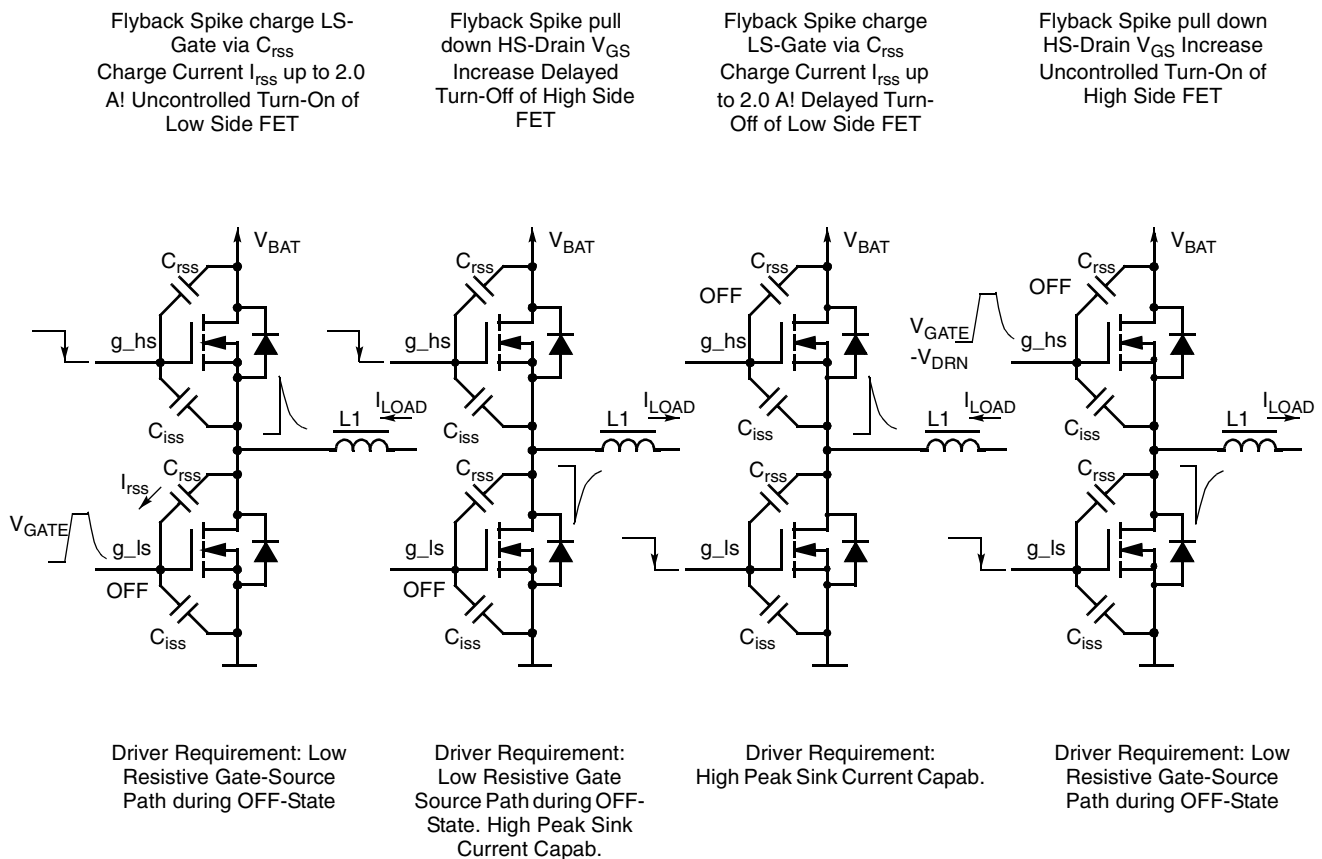 Flyback Spike charge LS-
Gate via Crss
Charge Current Irss up to 2.0
A! Uncontrolled Turn-On of
Low Side FET
Flyback Spike pull
down HS-Drain VGS
Increase Delayed
Turn-Off of High Side
FET
Flyback Spike charge
LS-Gate via Crss
Charge Current Irss up
to 2.0 A! Delayed Turn-
Off of Low Side FET
Flyback Spike pull down
HS-Drain VGS Increase
Uncontrolled Turn-On of
High Side FET
VBAT
Crss
g_hs
Ciss
L1
ILOAD
Irss
Crss
VGATE
g_ls
OFF
Ciss
VBAT
Crss
g_hs
Ciss
L1
ILOAD
Crss
g_ls
OFF
Ciss
VBAT
Crss
OFF
g_hs
Ciss
L1
ILOAD
Crss
g_ls
Ciss
VBAT
Crss
OFF
VGATE
-VDRN
g_hs
Ciss
L1
ILOAD
Crss
g_ls
Ciss
Driver Requirement: Low
Resistive Gate-Source
Path during OFF-State
Driver Requirement:
Low Resistive Gate
Source Path during OFF-
State. High Peak Sink
Current Capab.
Driver Requirement:
High Peak Sink Current Capab.
Driver Requirement: Low
Resistive Gate-Source
Path during OFF-State